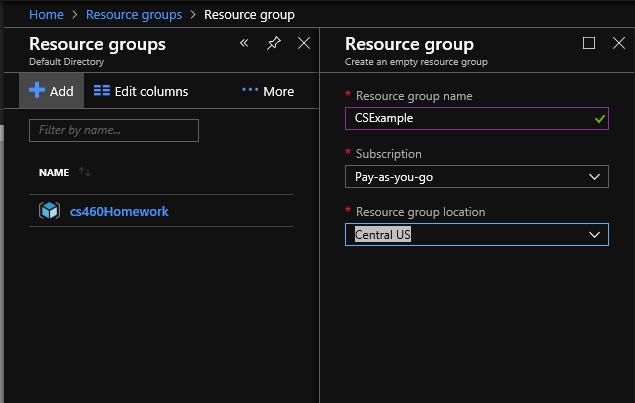 Home > Resource groups > Resource group
Resource groups
Default Directory
Add
Edit columns
··· More
Filter by name...
NAME
cs460Homework
Resource group
Create an empty resource group
* Resource group name
CSExample
* Subscription
Pay-as-you-go
* Resource group location
Central US